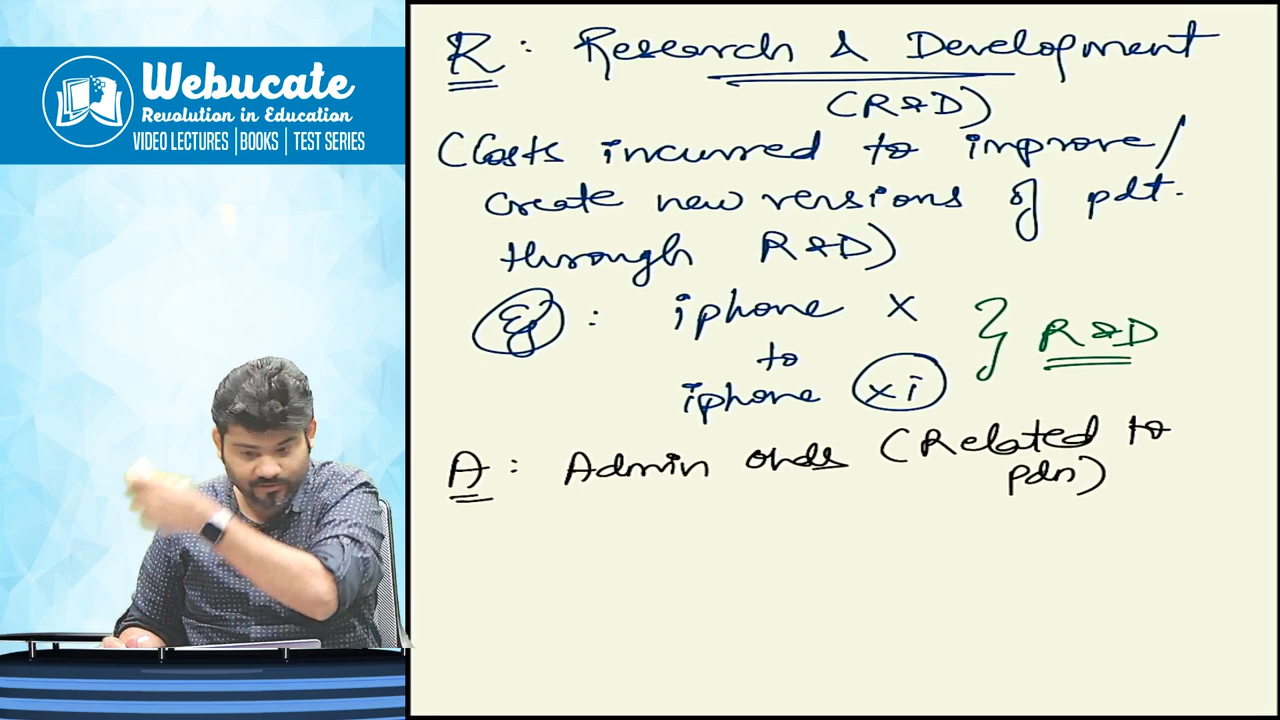 Webucate
Revolution in Education
VIDEO LECTURES | BOOKS | TEST SERIES
R : Research & Development
(R&D)
(Costs incurred to improve/
create new versions of pdt.
through R&D)
Eg : iphone X
to
iphone xi
R&D
A : Admin ohds (Related to
pdn)